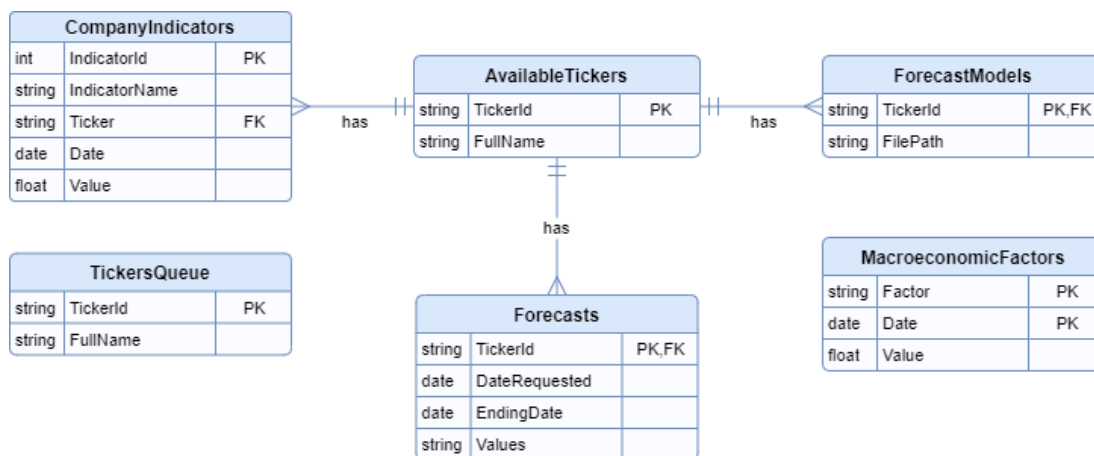 CompanyIndicators
int IndicatorId PK
string IndicatorName
string Ticker FK
date Date
float Value
has
AvailableTickers
string TickerId PK
string FullName
has
ForecastModels
string TickerId PK,FK
string FilePath
has
TickersQueue
string TickerId PK
string FullName
Forecasts
string TickerId PK,FK
date DateRequested
date EndingDate
string Values
MacroeconomicFactors
string Factor PK
date Date PK
float Value